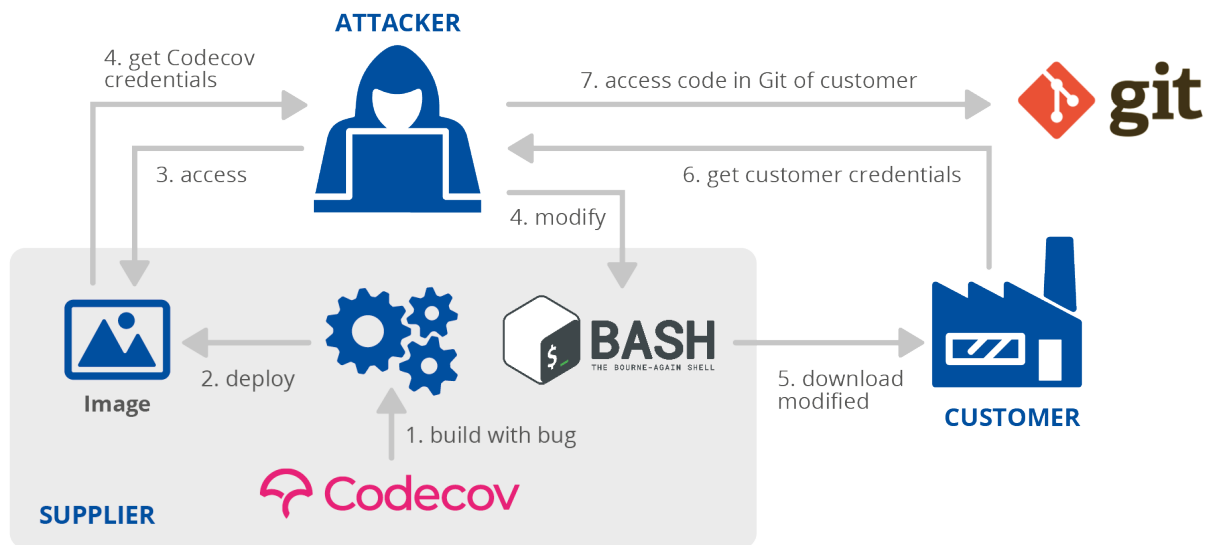 ATTACKER
4. get Codecov
credentials
7. access code in Git of customer
git
3. access
6. get customer credentials
4. modify
$_
BASH
THE BOURNE-AGAIN SHELL
2. deploy
Image
5. download
modified
CUSTOMER
1. build with bug
Codecov
SUPPLIER